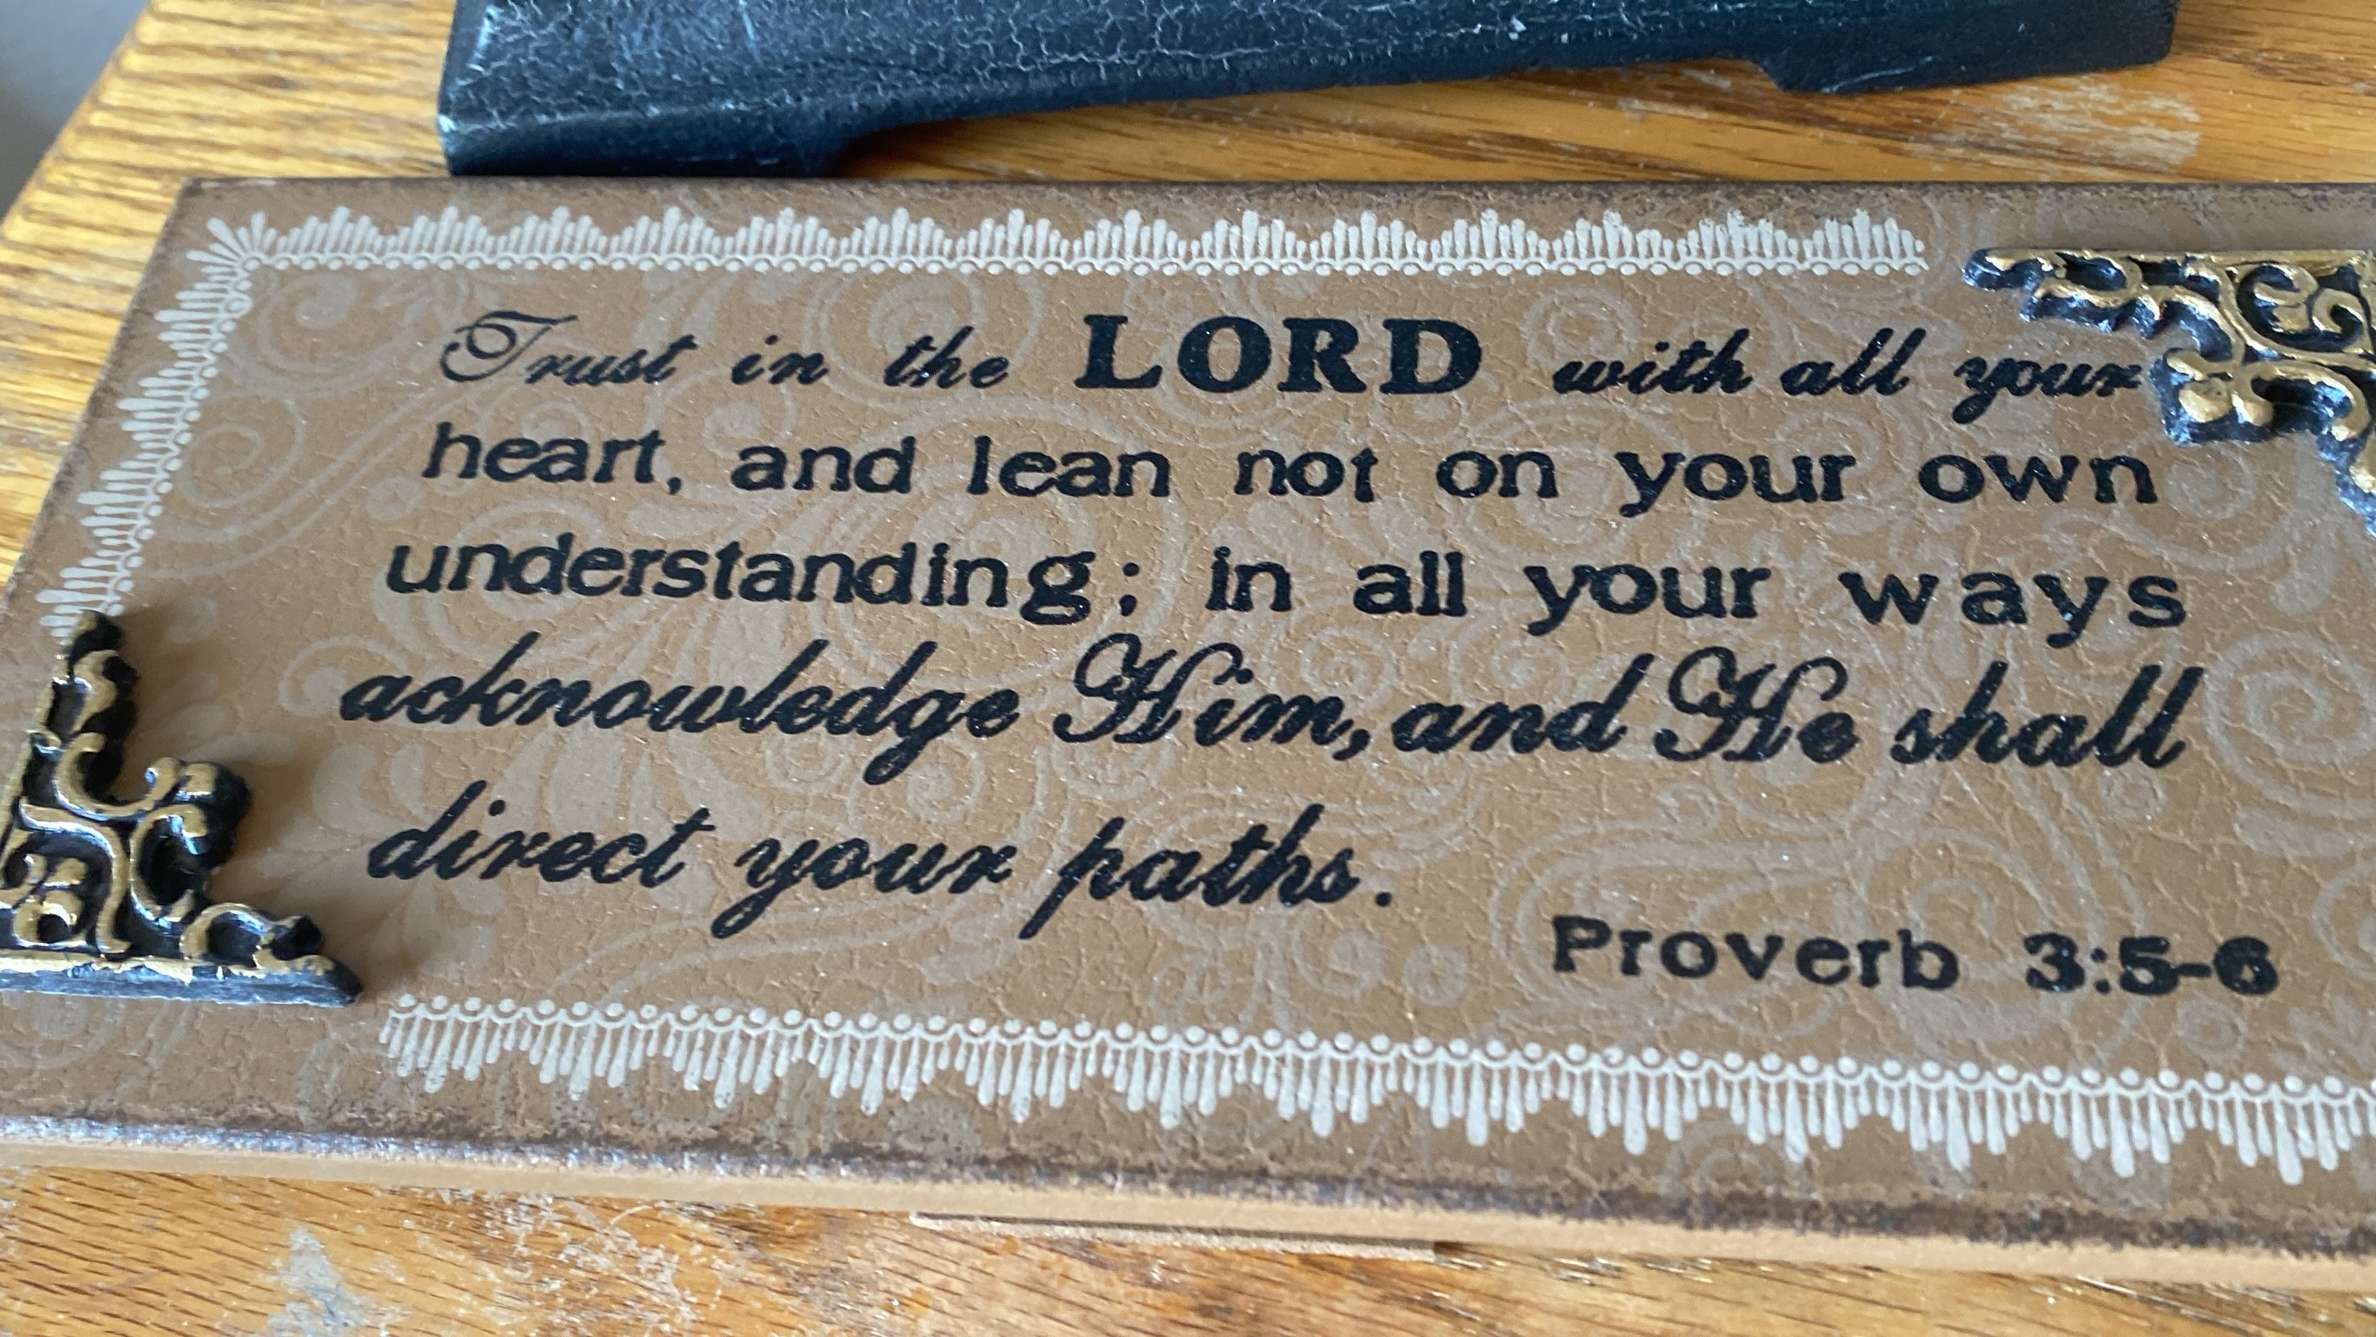 Trust in the LORD with all your
heart, and lean not on your own
understanding; in all your ways
acknowledge Him, and He shall
direct your paths.
Proverb 3:5-6